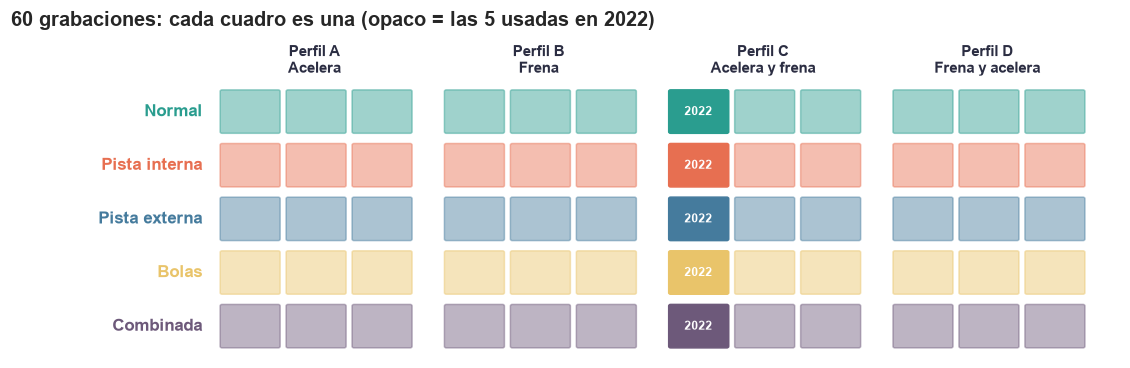 60 grabaciones: cada cuadro es una (opaco = las 5 usadas en 2022)
Perfil A
Acelera
Perfil B
Frena
Perfil C
Acelera y frena
Perfil D
Frena y acelera
Normal
2022
Pista interna
2022
Pista externa
2022
Bolas
2022
Combinada
2022